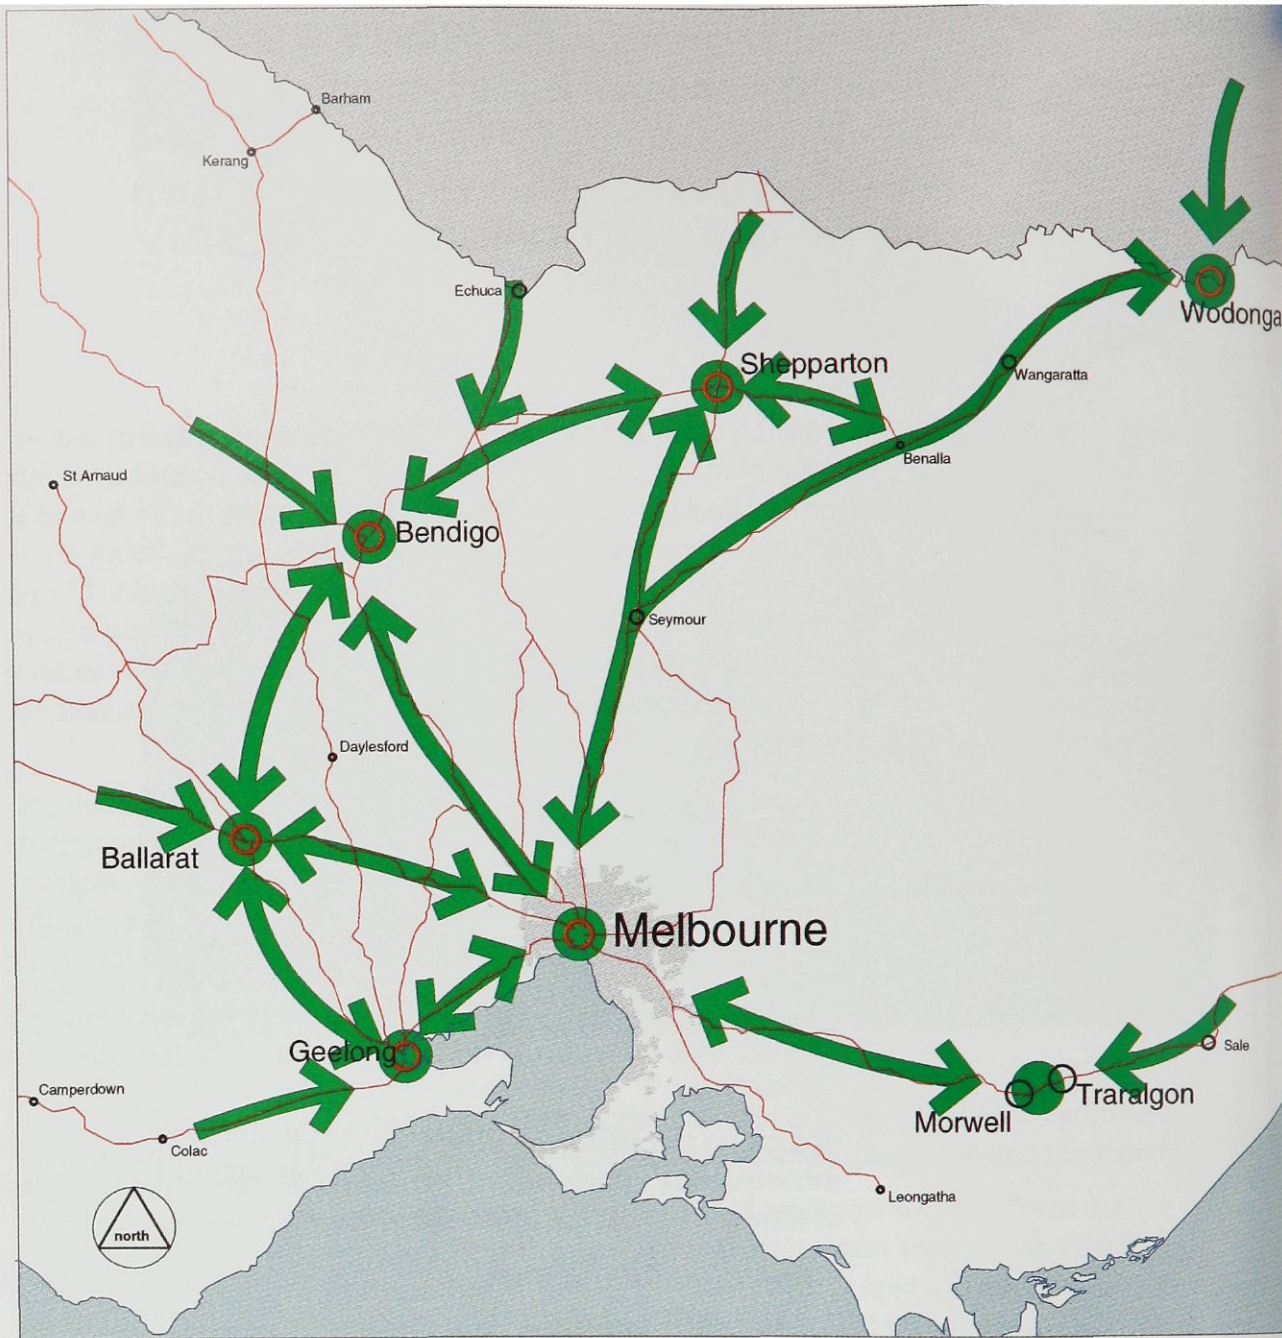 Barham
Kerang
Echuca
Wodonga
Shepparton
Wangaratta
Benalla
St Arnaud
Bendigo
Seymour
Daylesford
Ballarat
Melbourne
Geelong
Sale
Camperdown
Traralgon
Morwell
Colac
Leongatha
north